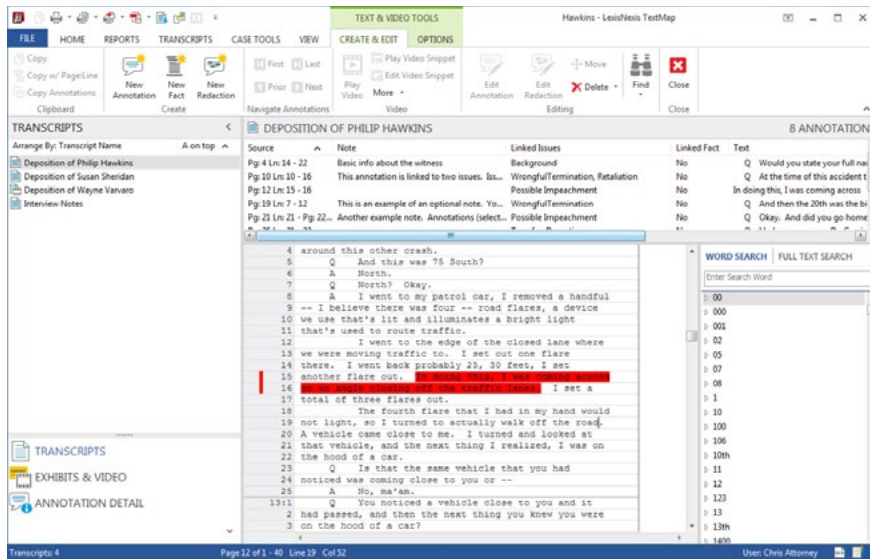 TEXT & VIDEO TOOLS
Hawkins - LexisNexis TextMap
FILE HOME REPORTS TRANSCRIPTS CASE TOOLS VIEW CREATE & EDIT OPTIONS
Copy
Copy w/ Page:Line
Copy Annotations
Clipboard
New Annotation
New Fact
New Redaction
Create
First Last
Prior Next
Navigate Annotations
Play Video
Play Video Snippet
Edit Video Snippet
More
Video
Edit Annotation
Edit Redaction
Move
Delete
Editing
Find
Close
Close
TRANSCRIPTS
Arrange By: Transcript Name A on top
Deposition of Philip Hawkins
Deposition of Susan Sheridan
Deposition of Wayne Varvaro
Interview Notes
TRANSCRIPTS
EXHIBITS & VIDEO
ANNOTATION DETAIL
DEPOSITION OF PHILIP HAWKINS 8 ANNOTATION
Source Note Linked Issues Linked Fact Text
Pg: 4 Ln: 14 - 22 Basic info about the witness Background No Q Would you state your full nar
Pg: 10 Ln: 10 - 16 This annotation is linked to two issues. Iss... WrongfulTermination, Retaliation No Q At the time of this accident t
Pg: 12 Ln: 15 - 16 Possible Impeachment No In doing this, I was coming across
Pg: 19 Ln: 7 - 12 This is an example of an optional note. Yo... WrongfulTermination No Q And then the 20th was the bi
Pg: 21 Ln: 21 - Pg: 22... Another example note. Annotations (select... Possible Impeachment No Q Okay. And did you go home
4 around this other crash.
5 Q And this was 75 South?
6 A North.
7 Q North? Okay.
8 A I went to my patrol car, I removed a handful
9 -- I believe there was four -- road flares, a device
10 we use that's lit and illuminates a bright light
11 that's used to route traffic.
12 I went to the edge of the closed lane where
13 we were moving traffic to. I set out one flare
14 there. I went back probably 25, 30 feet, I set
15 another flare out. In doing this, I was coming across
16 on an angle closing off the traffic lanes. I set a
17 total of three flares out.
18 The fourth flare that I had in my hand would
19 not light, so I turned to actually walk off the road.
20 A vehicle came close to me. I turned and looked at
21 that vehicle, and the next thing I realized, I was on
22 the hood of a car.
23 Q Is that the same vehicle that you had
24 noticed was coming close to you or --
25 A No, ma'am.
13:1 Q You noticed a vehicle close to you and it
2 had passed, and then the next thing you knew you were
3 on the hood of a car?
WORD SEARCH FULL TEXT SEARCH
Enter Search Word
00
000
001
02
05
07
08
1
10
100
106
10th
11
12
123
13
13th
1400
Transcripts: 4 Page 12 of 1 - 40 Line 19 Col 52 User: Chris Attorney